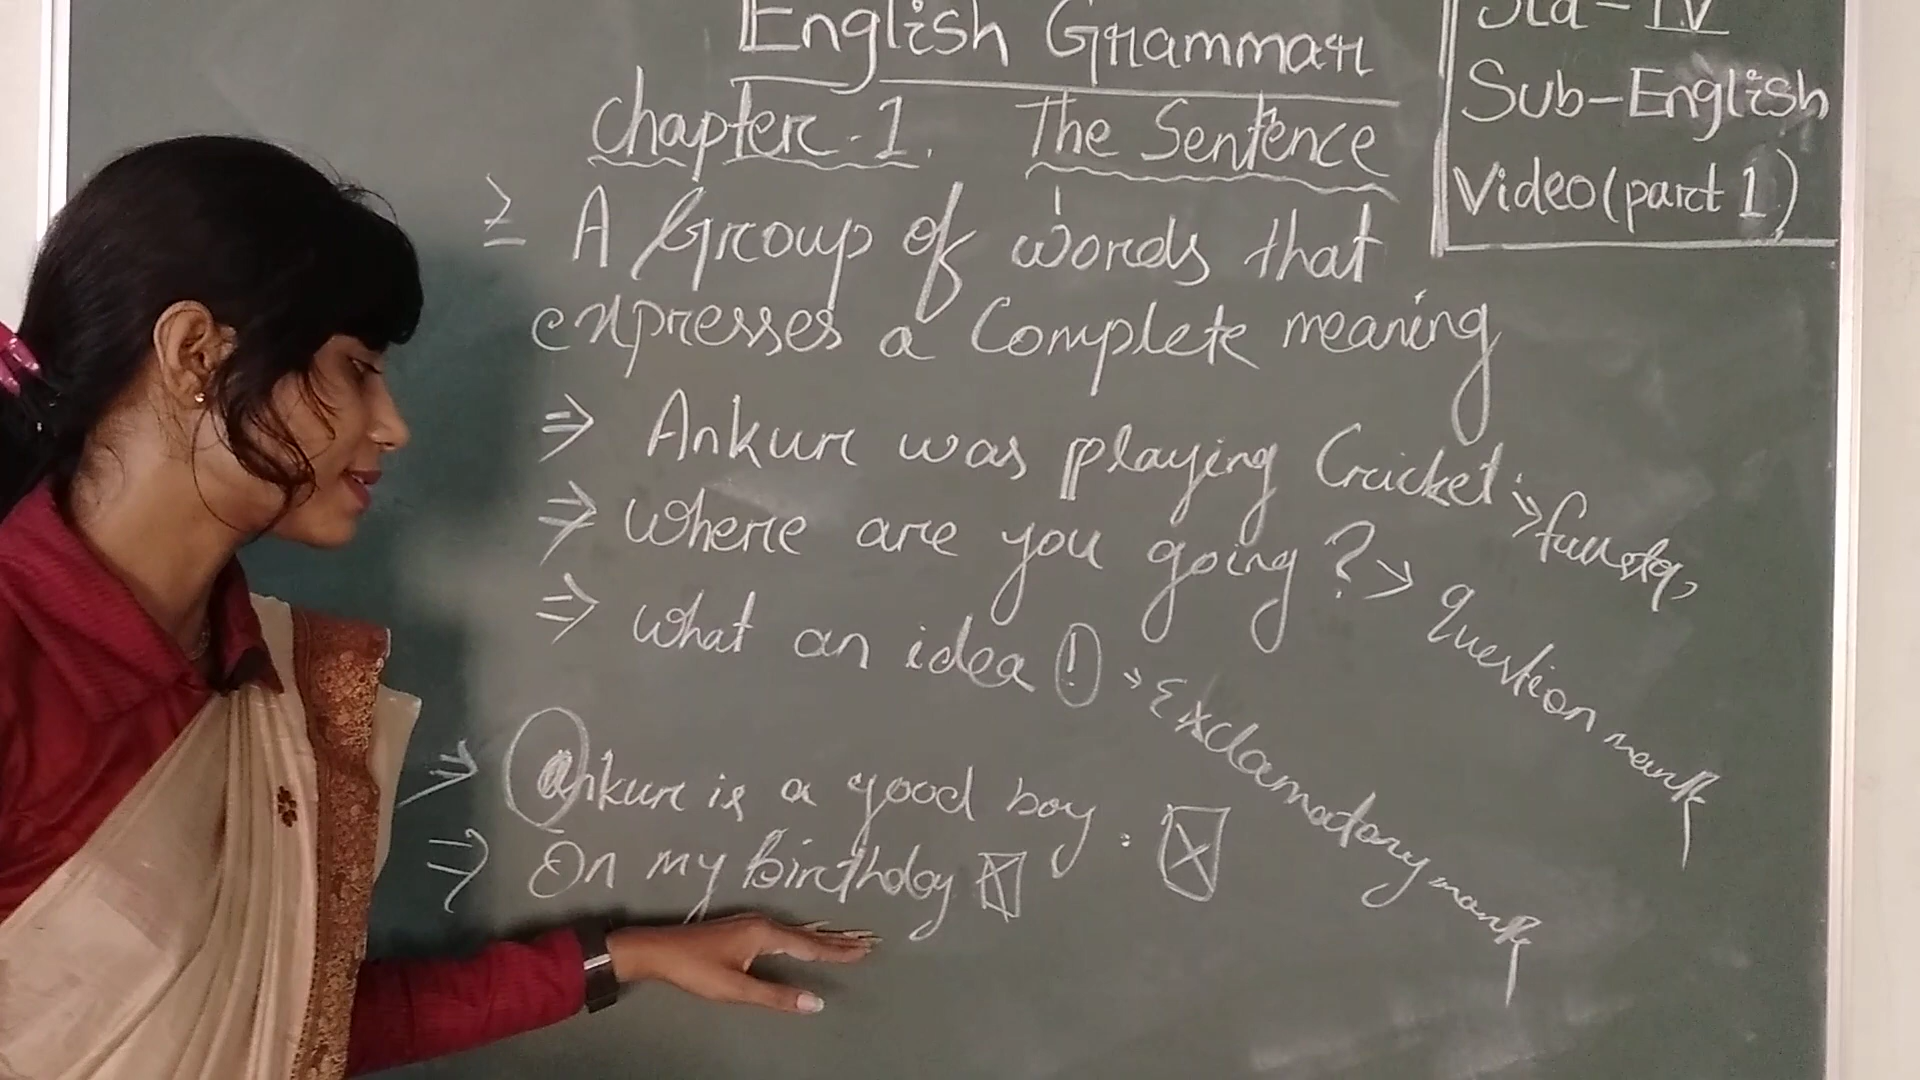 English Grammar
Chapter-1. The Sentence
A Group of words that
expresses a Complete meaning
⇒ Ankur was playing Cricket. > fullstop
⇒ Where are you going ? > Question mark
⇒ What an idea ! > Exclamatory mark
⇒ ankur is a good boy.
⇒ On my Birthday
Std - IV
Sub-English
Video (part 1)